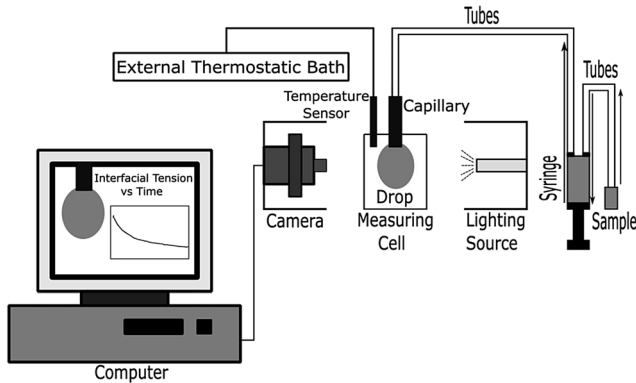 Tubes
External Thermostatic Bath
Tubes
Temperature
Sensor
Capillary
Interfacial Tension
vs Time
Syringe
Drop
Camera
Measuring
Cell
Lighting
Source
Sample
Computer